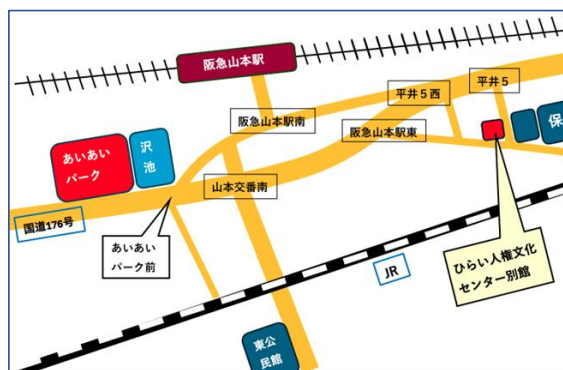 阪急山本駅
平井５
平井５西
阪急山本駅南
阪急山本駅東
保
あいあい
パーク
沢
池
山本交番南
国道176号
あいあい
パーク前
JR
ひらい人権文化
センター別館
東公
民館